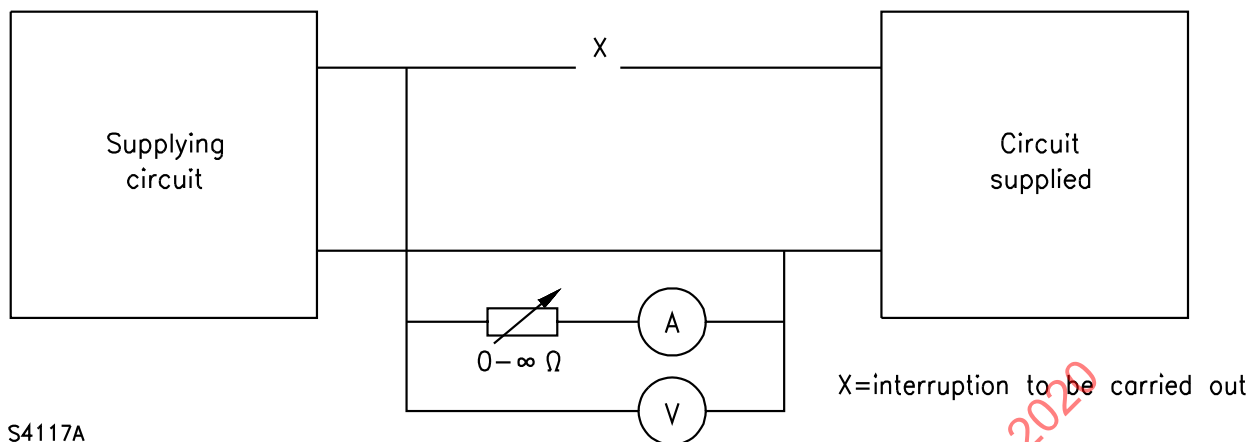 X
Supplying
circuit
Circuit
supplied
A
0–∞ Ω
V
X=interruption to be carried out
S4117A
2020